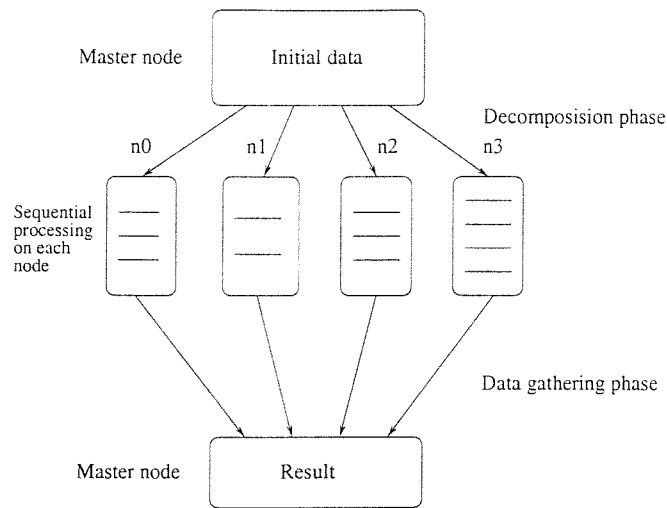 Master node
Initial data
Decomposision phase
n0
n1
n2
n3
Sequential
processing
on each
node
Data gathering phase
Master node
Result